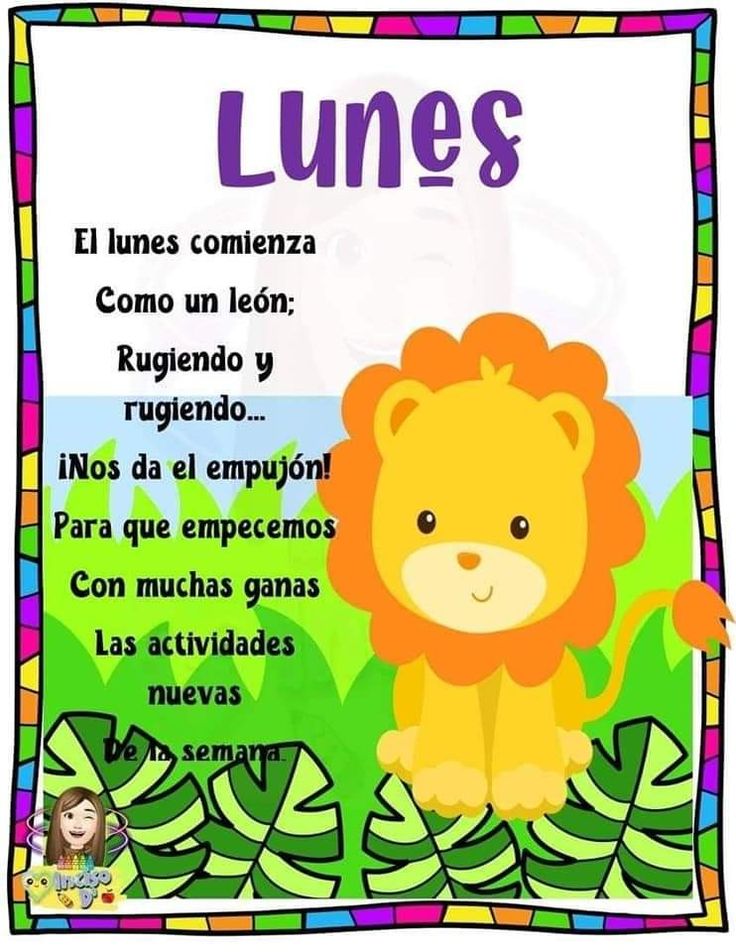 Lunes
El lunes comienza
Como un león;
Rugiendo y
rugiendo...
¡Nos da el empujón!
Para que empecemos
Con muchas ganas
Las actividades
nuevas
De la semana.
Inciso
D